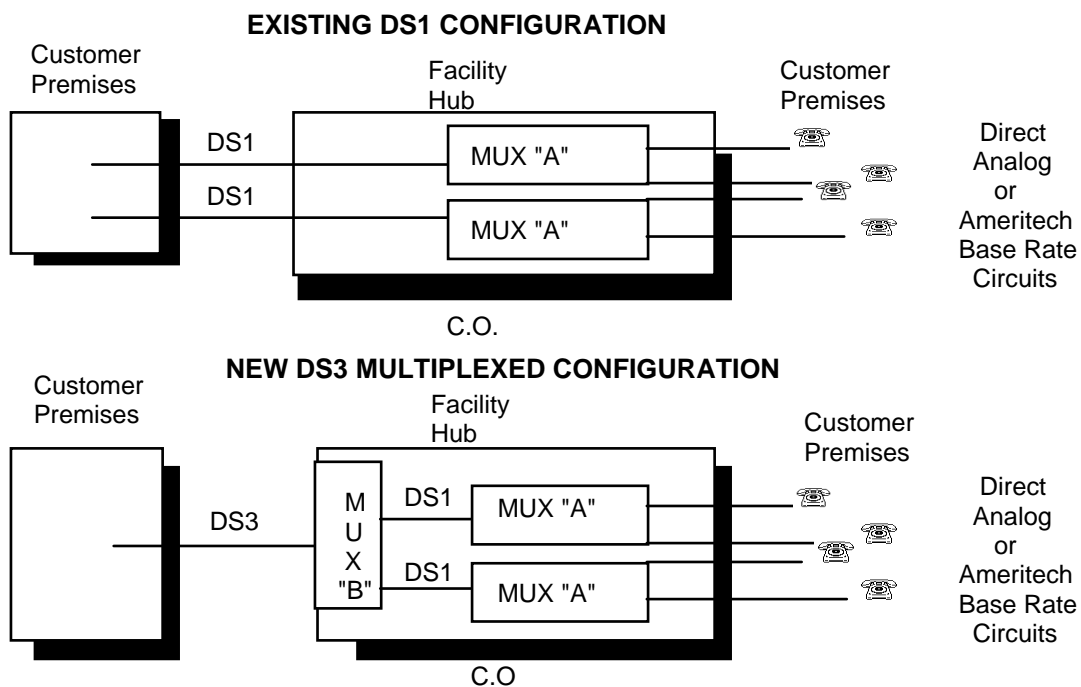 EXISTING DS1 CONFIGURATION
Customer
Premises
Facility
Hub
Customer
Premises
DS1
MUX "A"
DS1
MUX "A"
Direct
Analog
or
Ameritech
Base Rate
Circuits
C.O.
NEW DS3 MULTIPLEXED CONFIGURATION
Customer
Premises
Facility
Hub
Customer
Premises
DS3
M
U
X
"B"
DS1
MUX "A"
DS1
MUX "A"
Direct
Analog
or
Ameritech
Base Rate
Circuits
C.O